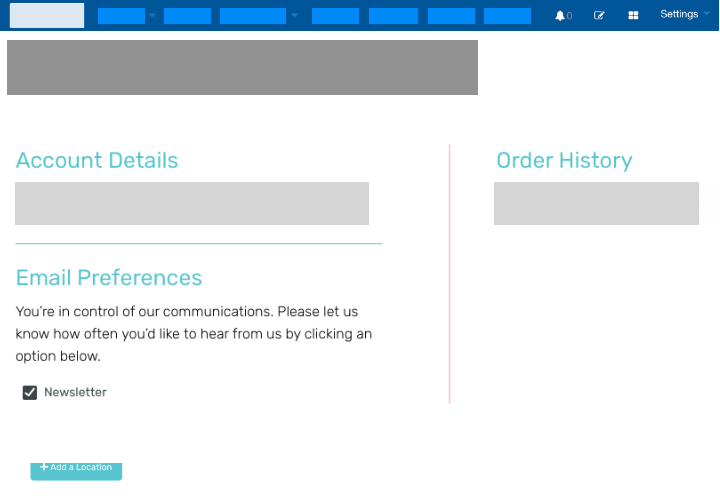 0
Settings
Account Details
Order History
Email Preferences
You’re in control of our communications. Please let us
know how often you’d like to hear from us by clicking an
option below.
Newsletter
Add a Location